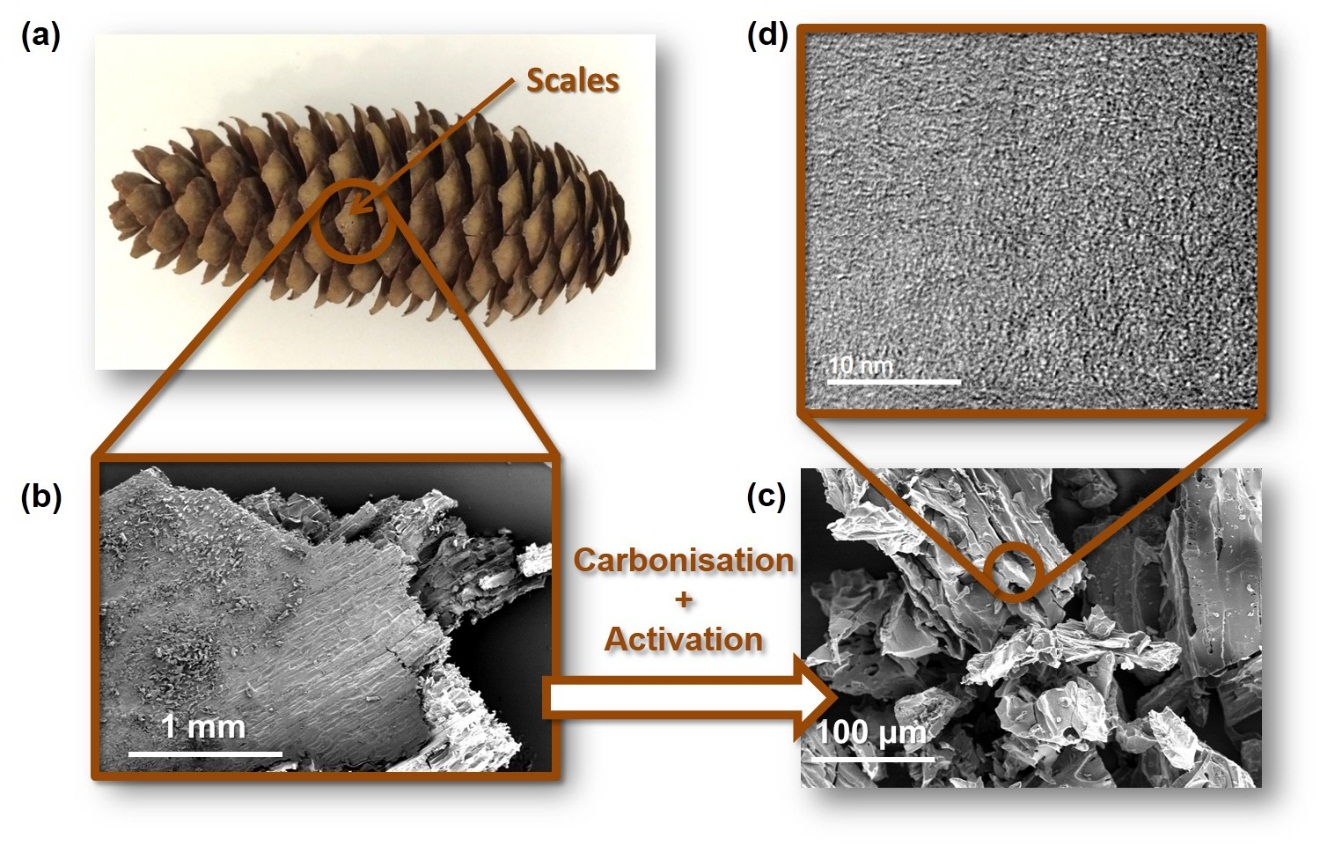 (a)
Scales
(b)
1 mm
Carbonisation
+
Activation
(c)
100 µm
(d)
10 nm